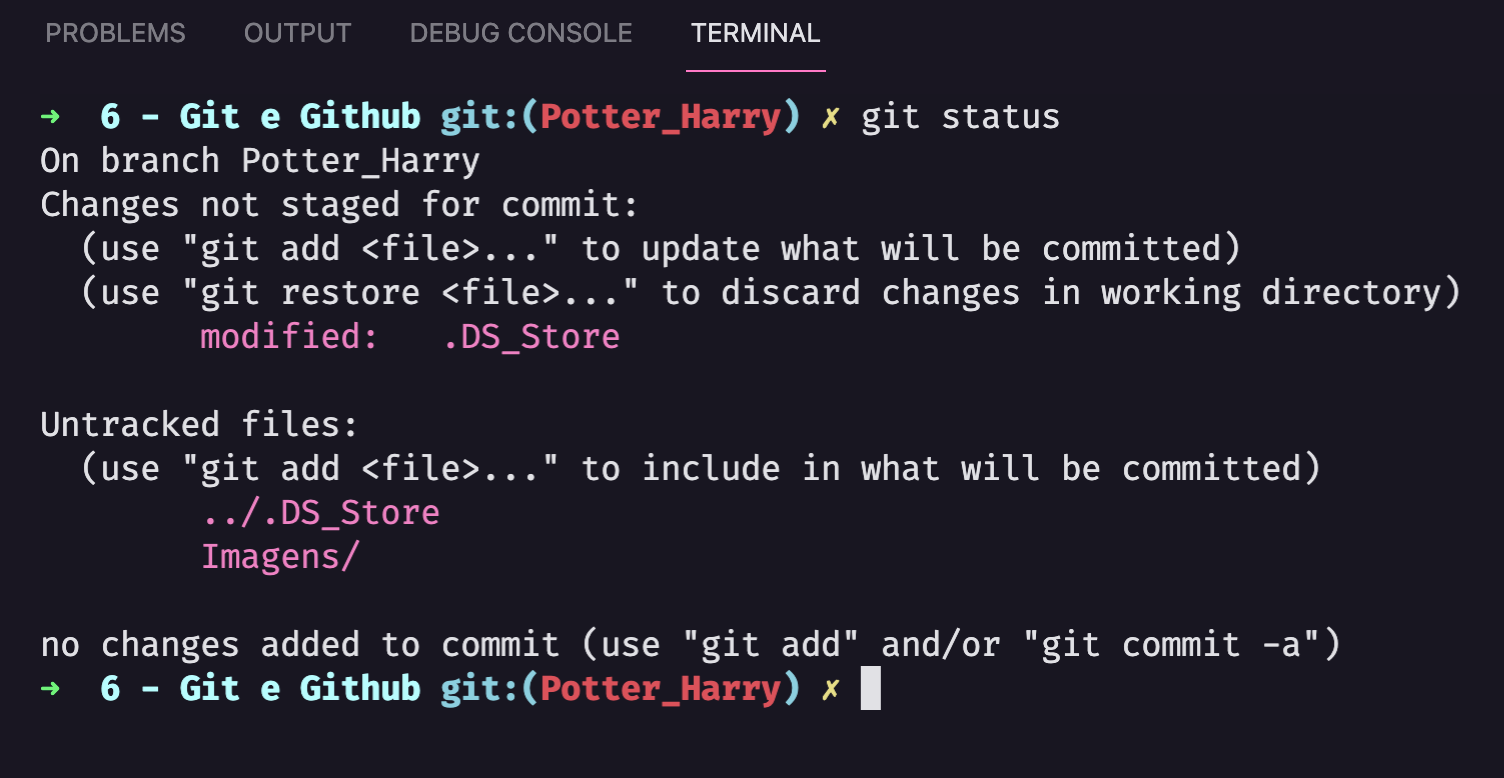 PROBLEMS OUTPUT DEBUG CONSOLE TERMINAL
➜ 6 - Git e Github git:(Potter_Harry) ✗ git status
On branch Potter_Harry
Changes not staged for commit:
(use "git add <file>..." to update what will be committed)
(use "git restore <file>..." to discard changes in working directory)
modified: .DS_Store
Untracked files:
(use "git add <file>..." to include in what will be committed)
../.DS_Store
Imagens/
no changes added to commit (use "git add" and/or "git commit -a")
➜ 6 - Git e Github git:(Potter_Harry) ✗